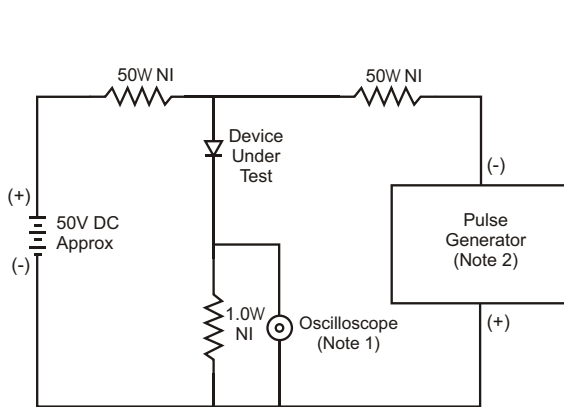 50W NI
50W NI
Device
Under
Test
(-)
(+)
50V DC
Approx
(-)
Pulse
Generator
(Note 2)
1.0W
NI
Oscilloscope
(Note 1)
(+)